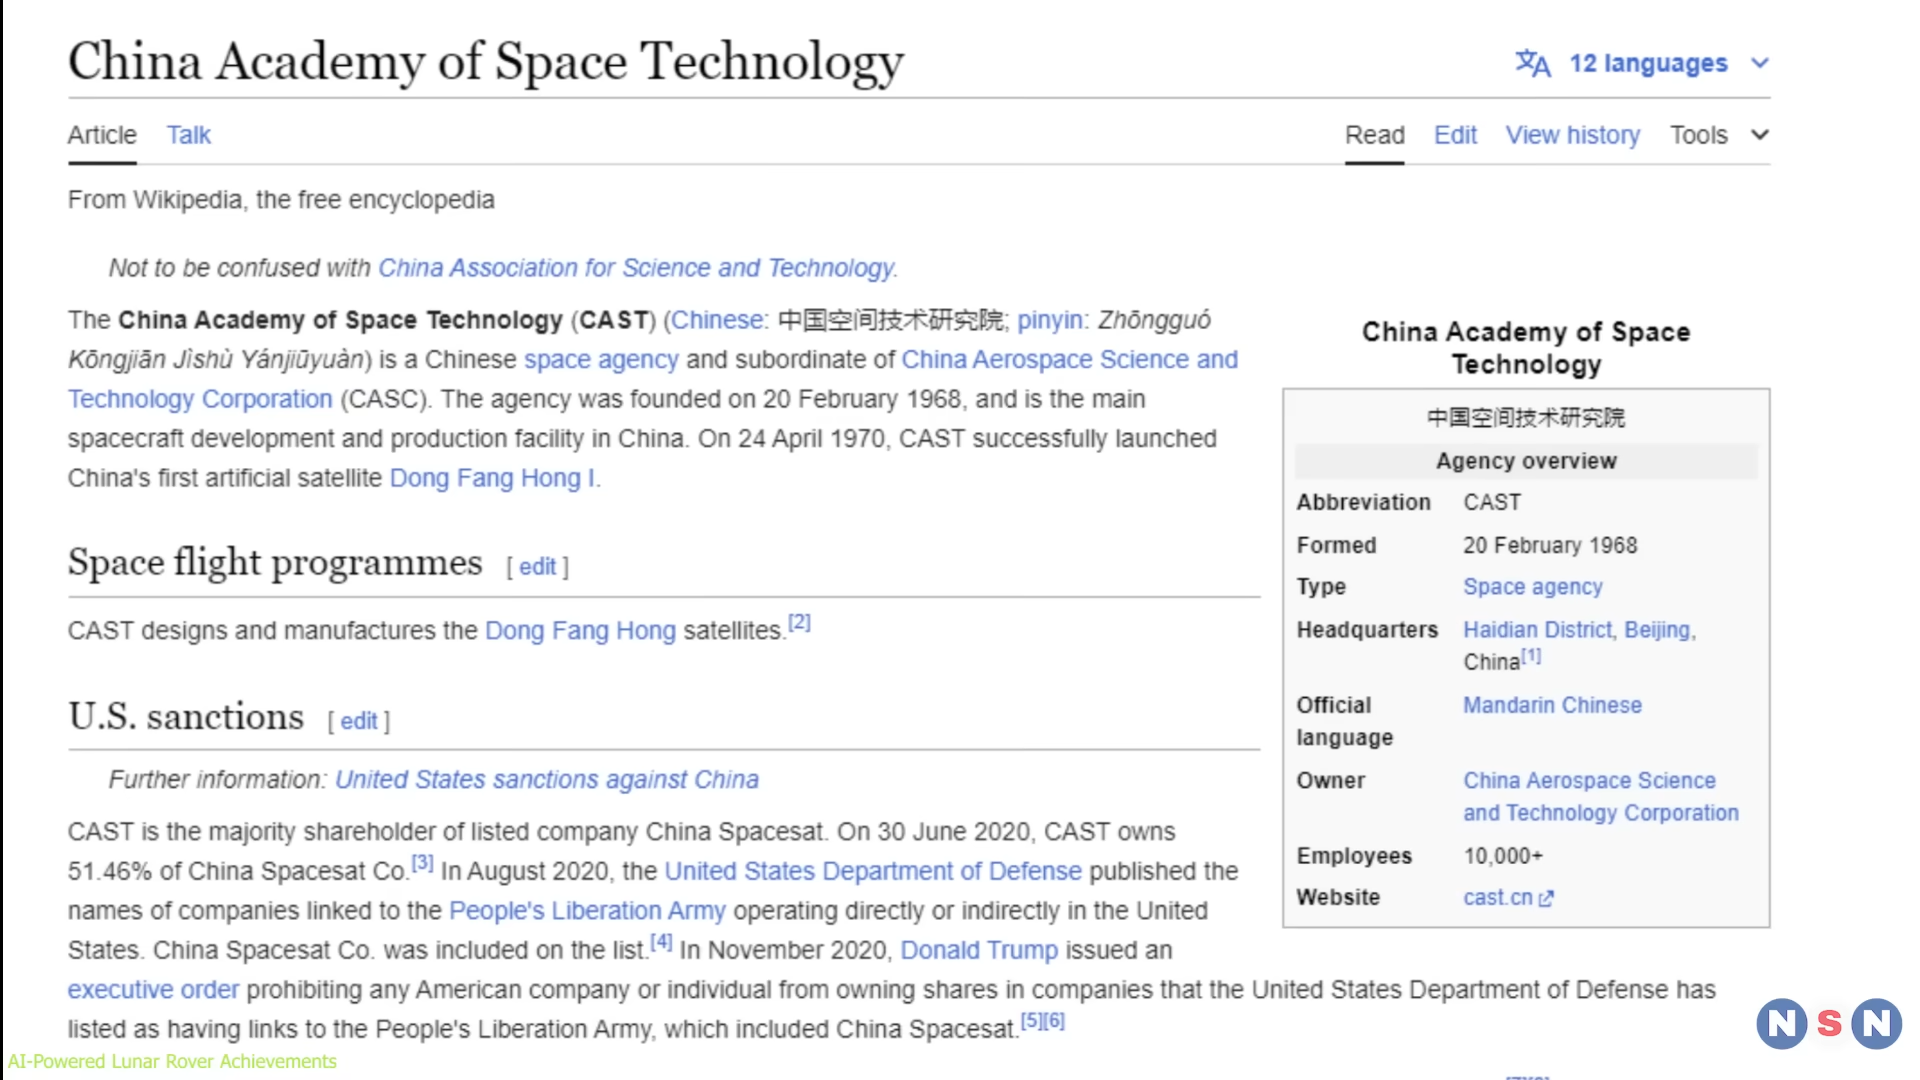 China Academy of Space Technology
12 languages
Article Talk
Read Edit View history Tools
From Wikipedia, the free encyclopedia
Not to be confused with China Association for Science and Technology.
The China Academy of Space Technology (CAST) (Chinese: 中国空间技术研究院; pinyin: Zhōngguó
Kōngjiān Jìshù Yánjiūyuàn) is a Chinese space agency and subordinate of China Aerospace Science and
Technology Corporation (CASC). The agency was founded on 20 February 1968, and is the main
spacecraft development and production facility in China. On 24 April 1970, CAST successfully launched
China's first artificial satellite Dong Fang Hong I.
Space flight programmes [ edit ]
CAST designs and manufactures the Dong Fang Hong satellites.[2]
U.S. sanctions [ edit ]
Further information: United States sanctions against China
CAST is the majority shareholder of listed company China Spacesat. On 30 June 2020, CAST owns
51.46% of China Spacesat Co.[3] In August 2020, the United States Department of Defense published the
names of companies linked to the People's Liberation Army operating directly or indirectly in the United
States. China Spacesat Co. was included on the list.[4] In November 2020, Donald Trump issued an
executive order prohibiting any American company or individual from owning shares in companies that the United States Department of Defense has
listed as having links to the People's Liberation Army, which included China Spacesat.[5][6]
China Academy of Space
Technology
中国空间技术研究院
Agency overview
Abbreviation CAST
Formed 20 February 1968
Type Space agency
Headquarters Haidian District, Beijing,
China[1]
Official Mandarin Chinese
language
Owner China Aerospace Science
and Technology Corporation
Employees 10,000+
Website cast.cn
N S N
AI-Powered Lunar Rover Achievements